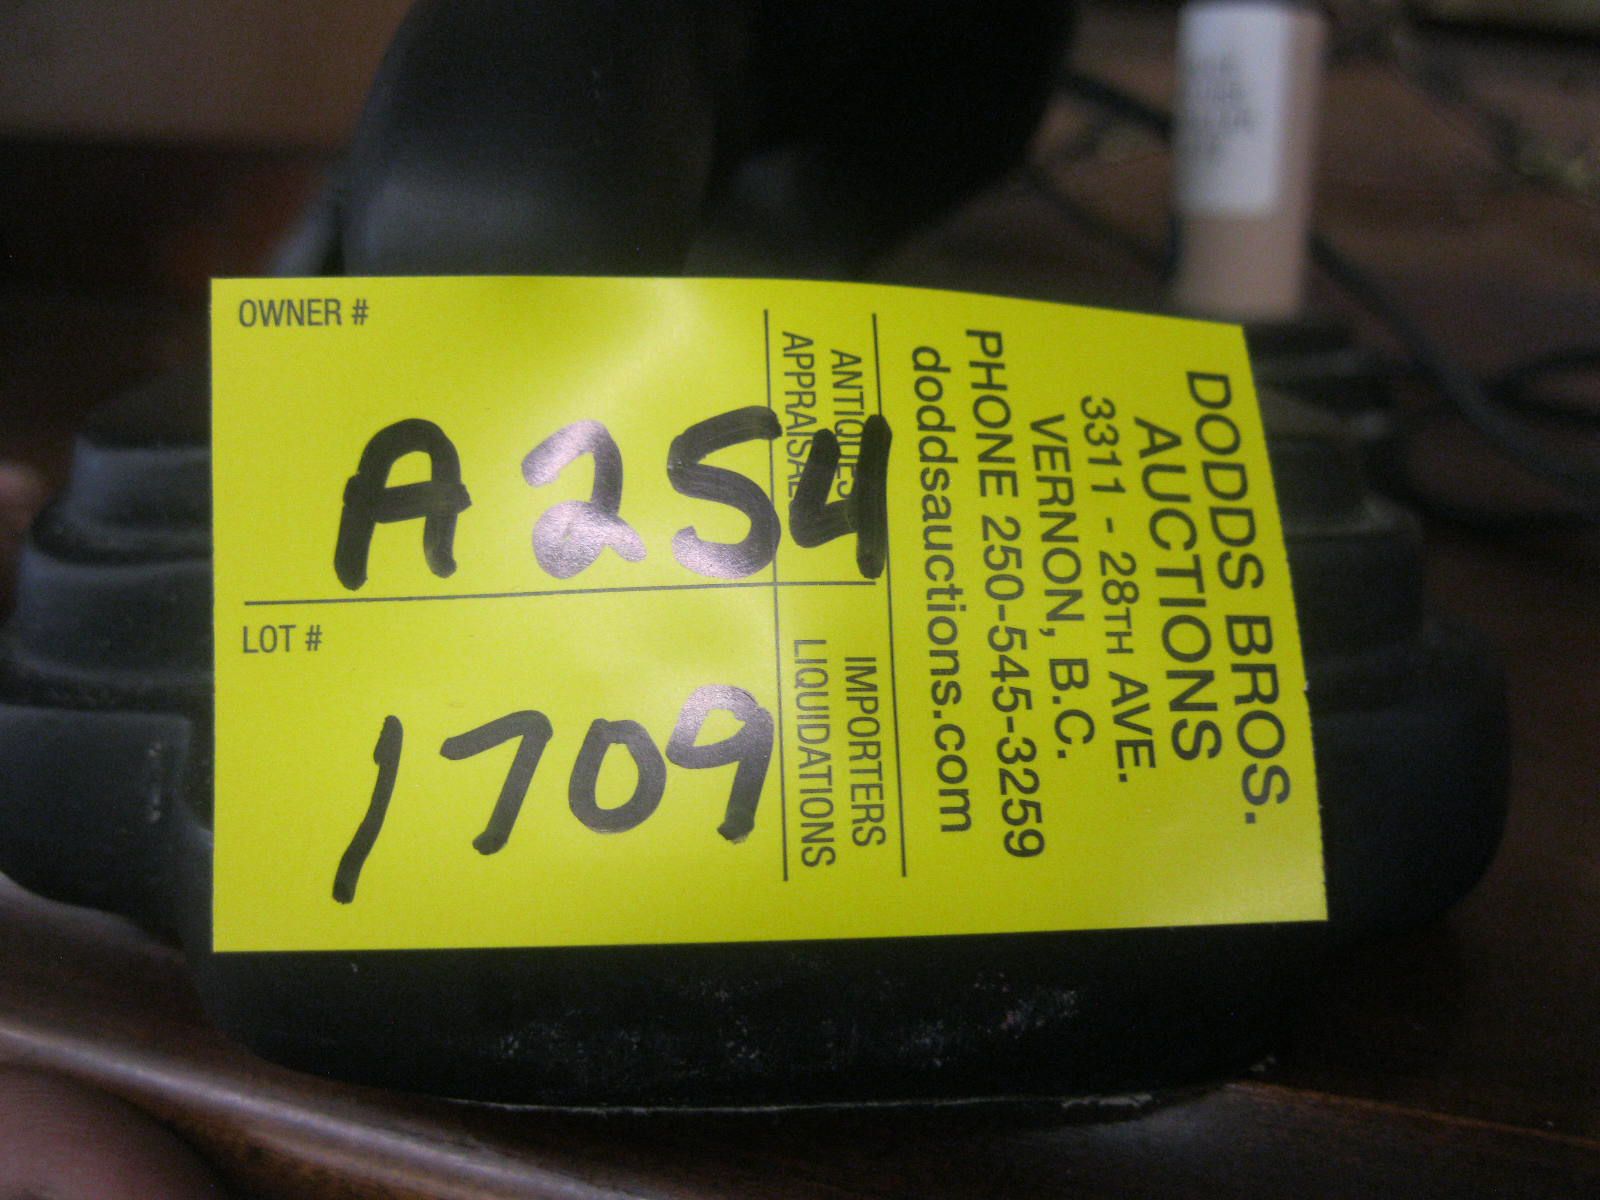 OWNER #
A254
LOT #
1709
DODDS BROS.
AUCTIONS
3311 - 28TH AVE.
VERNON, B.C.
PHONE 250-545-3259
doddsauctions.com
ANTIQUES IMPORTERS
LIQUIDATIONS